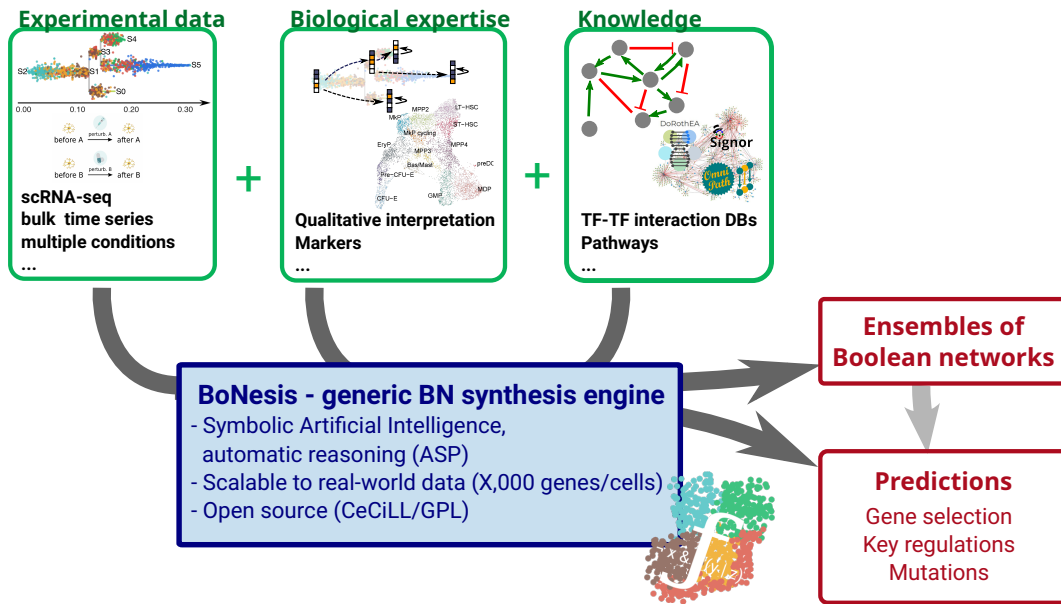 Experimental data
Biological expertise
Knowledge
S4
S3
S2
S1
S5
S0
0.00 0.10 0.20 0.30
before A
perturb. A
after A
before B
perturb. B
after B
scRNA-seq
bulk time series
multiple conditions
...
+
LT-HSC
MPP2
MkP
ST-HSC
MkP cycling
EryP
MPP3
MPP4
Bas/Mast
preDC
Pre-CFU-E
CFU-E
GMP
MDP
Qualitative interpretation
Markers
...
+
DoRothEA
Signor
Omni
Path
TF-TF interaction DBs
Pathways
...
BoNesis - generic BN synthesis engine
- Symbolic Artificial Intelligence,
automatic reasoning (ASP)
- Scalable to real-world data (X,000 genes/cells)
- Open source (CeCiLL/GPL)
Ensembles of
Boolean networks
Predictions
Gene selection
Key regulations
Mutations